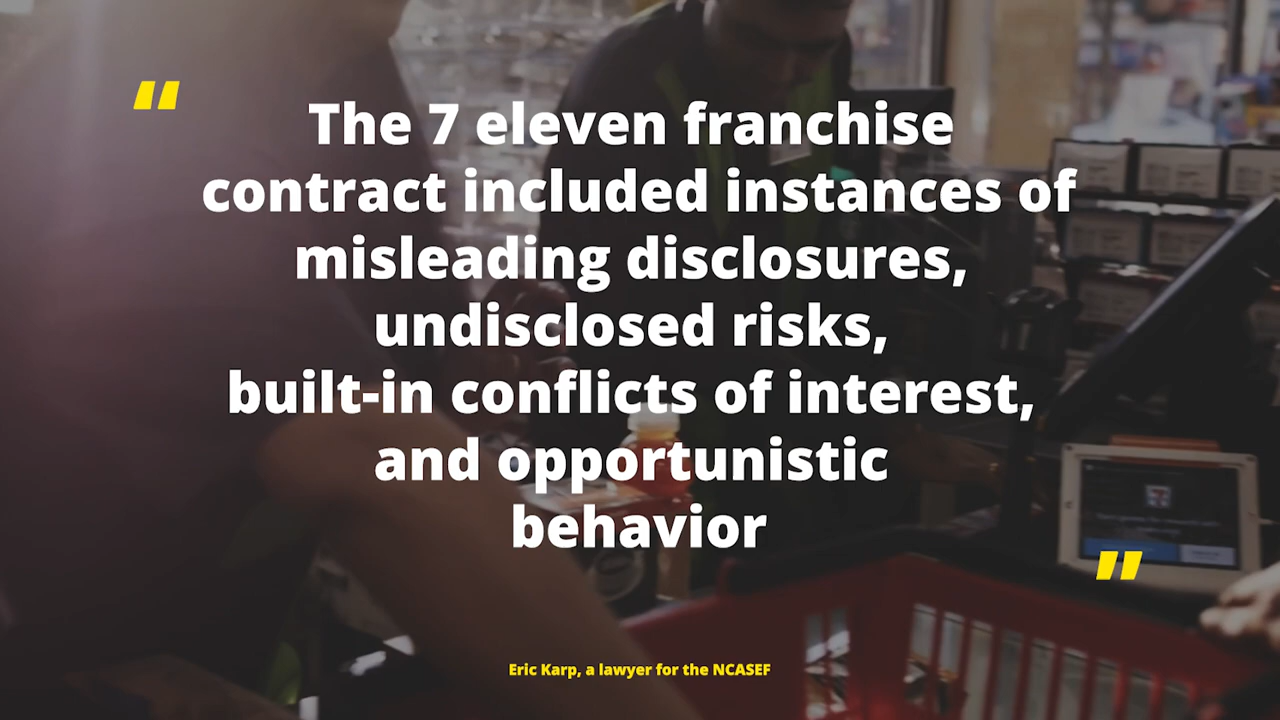 “
The 7 eleven franchise
contract included instances of
misleading disclosures,
undisclosed risks,
built-in conflicts of interest,
and opportunistic
behavior
”
Eric Karp, a lawyer for the NCASEF